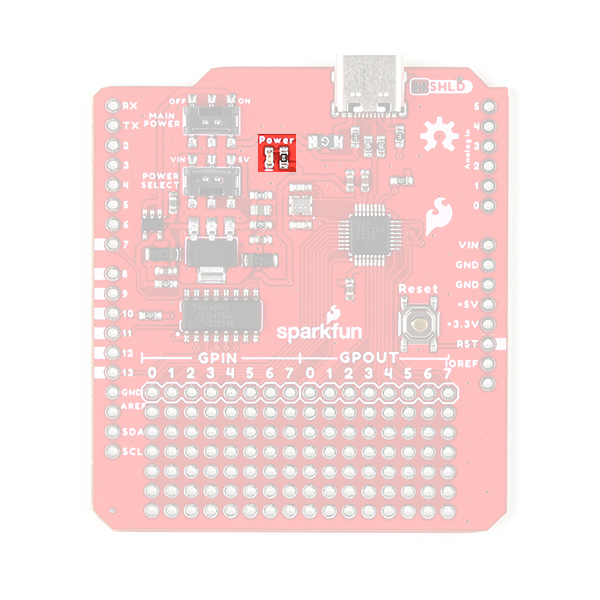 SHLD
OFF ON
MAIN
POWER
Power
VIN 5V
POWER
SELECT
RX
TX
2
3
4
5
6
7
8
9
10
11
12
13
GND
AREF
SDA
SCL
5
4
3
2
1
0
Analog In
VIN
GND
GND
+5V
+3.3V
RST
IOREF
Reset
sparkfun
GPIN GPOUT
0 1 2 3 4 5 6 7 0 1 2 3 4 5 6 7